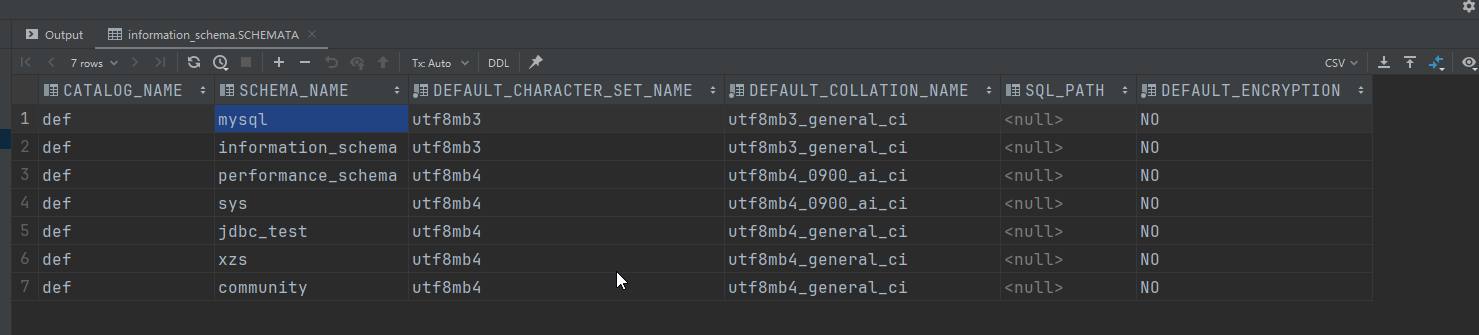 Output information_schema.SCHEMATA
7 rows Tx: Auto DDL CSV
CATALOG_NAME SCHEMA_NAME DEFAULT_CHARACTER_SET_NAME DEFAULT_COLLATION_NAME SQL_PATH DEFAULT_ENCRYPTION
1 def mysql utf8mb3 utf8mb3_general_ci <null> NO
2 def information_schema utf8mb3 utf8mb3_general_ci <null> NO
3 def performance_schema utf8mb4 utf8mb4_0900_ai_ci <null> NO
4 def sys utf8mb4 utf8mb4_0900_ai_ci <null> NO
5 def jdbc_test utf8mb4 utf8mb4_general_ci <null> NO
6 def xzs utf8mb4 utf8mb4_general_ci <null> NO
7 def community utf8mb4 utf8mb4_general_ci <null> NO